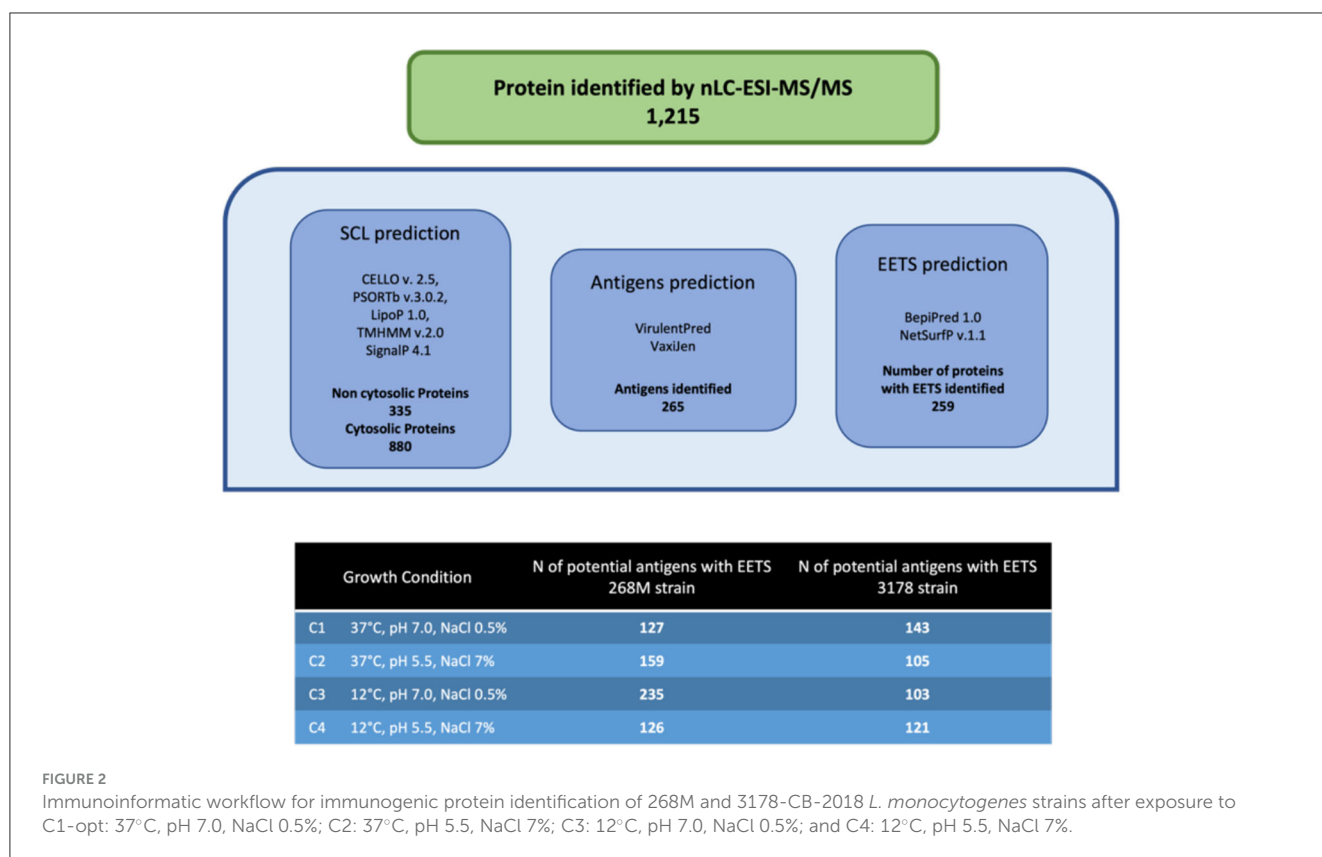 Protein identified by nLC-ESI-MS/MS
1,215
SCL prediction
CELLO v. 2.5,
PSORTb v.3.0.2,
LipoP 1.0,
TMHMM v.2.0
SignalP 4.1
Non cytosolic Proteins
335
Cytosolic Proteins
880
Antigens prediction
VirulentPred
VaxiJen
Antigens identified
265
EETS prediction
BepiPred 1.0
NetSurfP v.1.1
Number of proteins
with EETS identified
259
Growth Condition N of potential antigens with EETS 268M strain N of potential antigens with EETS 3178 strain
C1 37°C, pH 7.0, NaCl 0.5% 127 143
C2 37°C, pH 5.5, NaCl 7% 159 105
C3 12°C, pH 7.0, NaCl 0.5% 235 103
C4 12°C, pH 5.5, NaCl 7% 126 121
FIGURE 2
Immunoinformatic workflow for immunogenic protein identification of 268M and 3178-CB-2018 L. monocytogenes strains after exposure to
C1-opt: 37°C, pH 7.0, NaCl 0.5%; C2: 37°C, pH 5.5, NaCl 7%; C3: 12°C, pH 7.0, NaCl 0.5%; and C4: 12°C, pH 5.5, NaCl 7%.